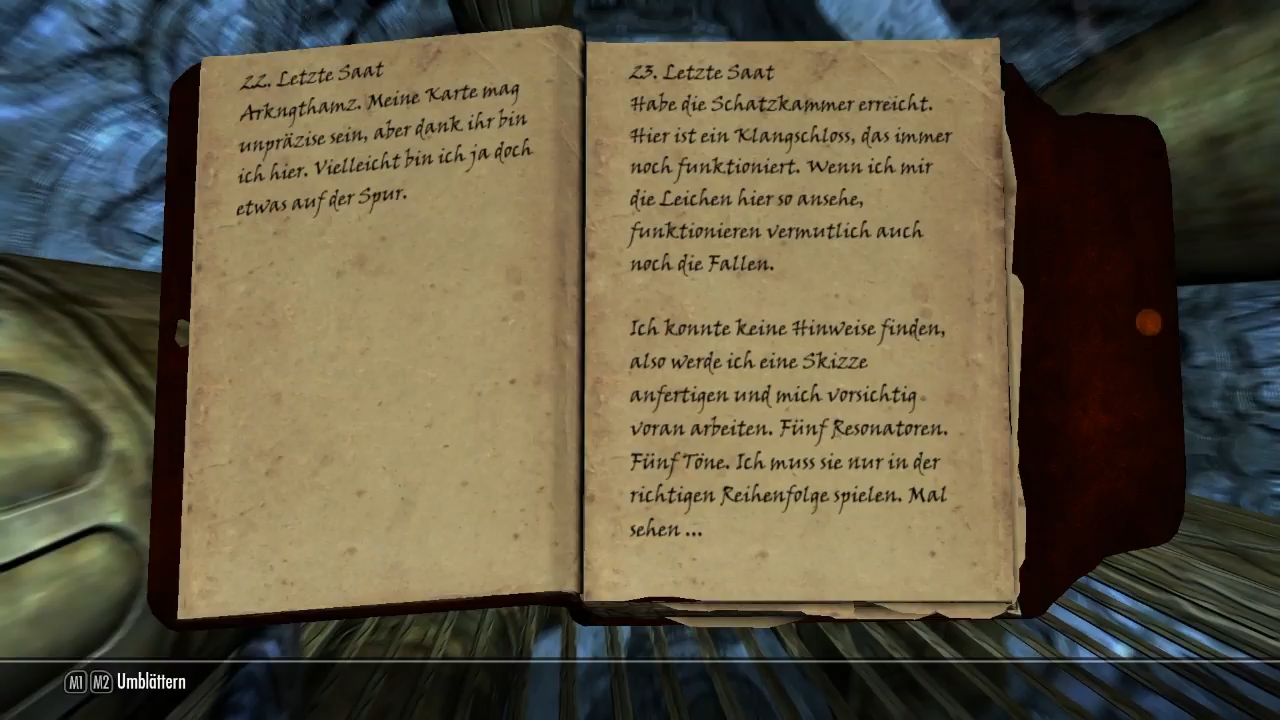 22. Letzte Saat
Arkngthamz. Meine Karte mag
unpräzise sein, aber dank ihr bin
ich hier. Vielleicht bin ich ja doch
etwas auf der Spur.
23. Letzte Saat
Habe die Schatzkammer erreicht.
Hier ist ein Klangschloss, das immer
noch funktioniert. Wenn ich mir
die Leichen hier so ansehe,
funktionieren vermutlich auch
noch die Fallen.
Ich konnte keine Hinweise finden,
also werde ich eine Skizze
anfertigen und mich vorsichtig
voran arbeiten. Fünf Resonatoren.
Fünf Töne. Ich muss sie nur in der
richtigen Reihenfolge spielen. Mal
sehen ...
M1 M2 Umblättern